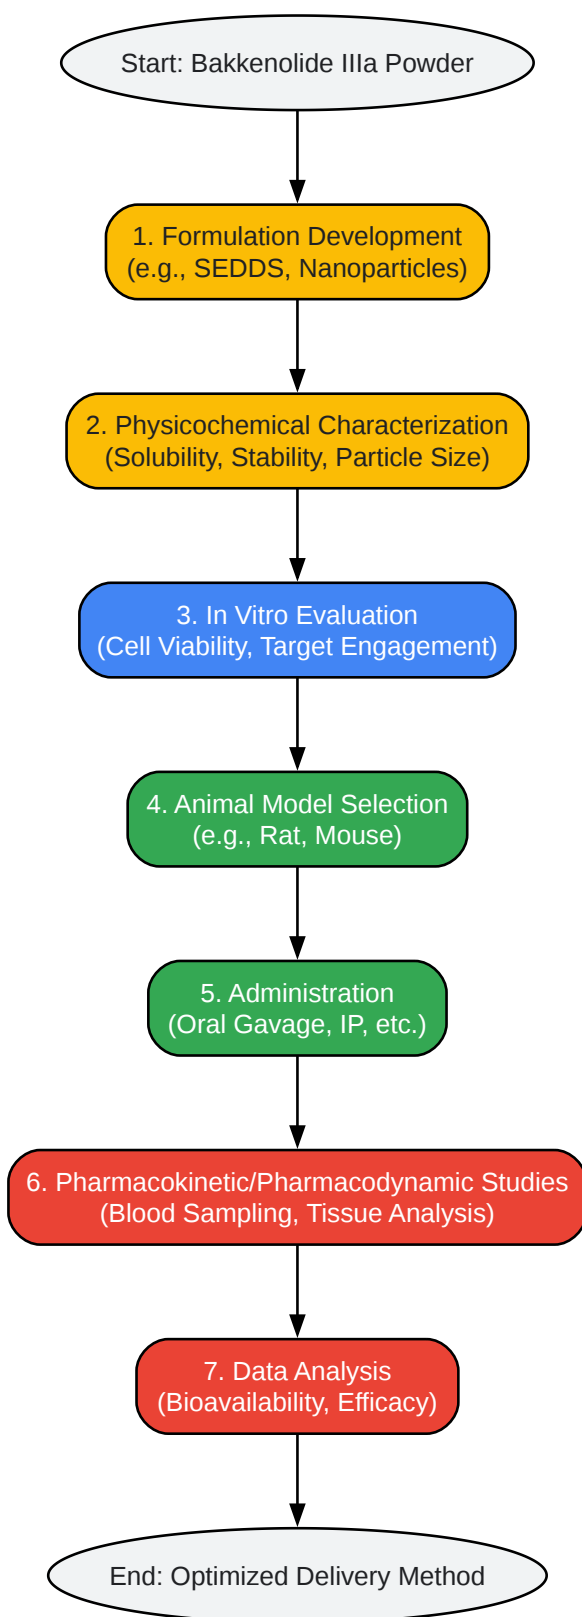 Start: Bakkenolide IIIa Powder
1. Formulation Development
(e.g., SEDDS, Nanoparticles)
2. Physicochemical Characterization
(Solubility, Stability, Particle Size)
3. In Vitro Evaluation
(Cell Viability, Target Engagement)
4. Animal Model Selection
(e.g., Rat, Mouse)
5. Administration
(Oral Gavage, IP, etc.)
6. Pharmacokinetic/Pharmacodynamic Studies
(Blood Sampling, Tissue Analysis)
7. Data Analysis
(Bioavailability, Efficacy)
End: Optimized Delivery Method